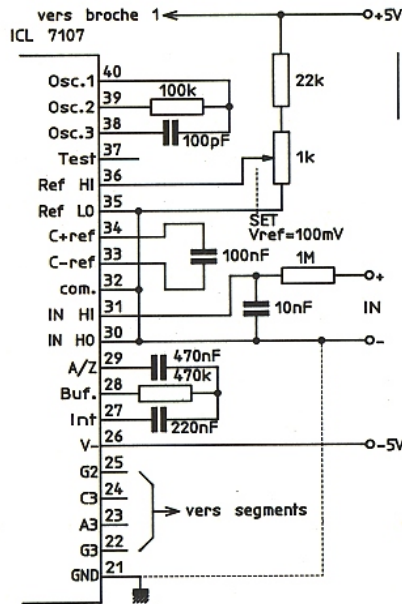 vers broche 1
+5V
ICL 7107
Osc.1 40
100k
22k
Osc.2 39
Osc.3 38
100pF
Test 37
1k
Ref HI 36
Ref LO 35
SET
Vref=100mV
C+ref 34
100nF
C-ref 33
1M
+
com. 32
IN HI 31
10nF
IN
IN HO 30
-
A/Z 29
470nF
470k
Buf. 28
Int 27
220nF
V- 26
-5V
G2 25
C3 24
vers segments
A3 23
G3 22
GND 21